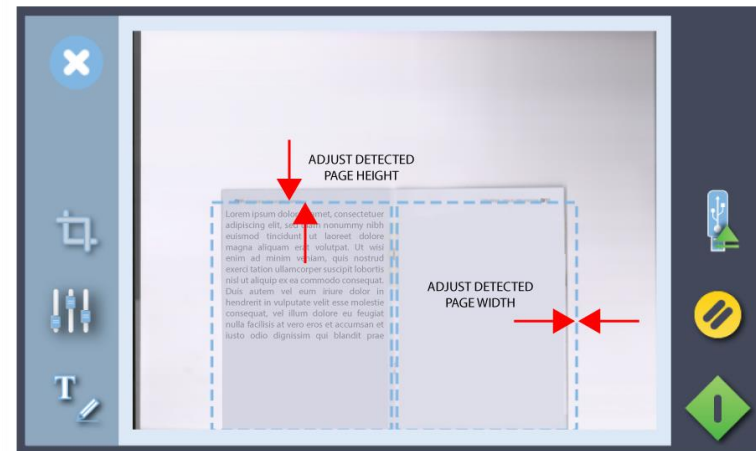 ADJUST DETECTED
PAGE HEIGHT
Lorem ipsum dolor amet, consectetuer
adipiscing elit, sed diam nonummy nibh
euismod tincidunt ut laoreet dolore
magna aliquam erat volutpat. Ut wisi
enim ad minim veniam, quis nostrud
exerci tation ullamcorper suscipit lobortis
nisl ut aliquip ex ea commodo consequat.
Duis autem vel eum iriure dolor in
hendrerit in vulputate velit esse molestie
consequat, vel illum dolore eu feugiat
nulla facilisis at vero eros et accumsan et
iusto odio dignissim qui blandit prae
ADJUST DETECTED
PAGE WIDTH
T